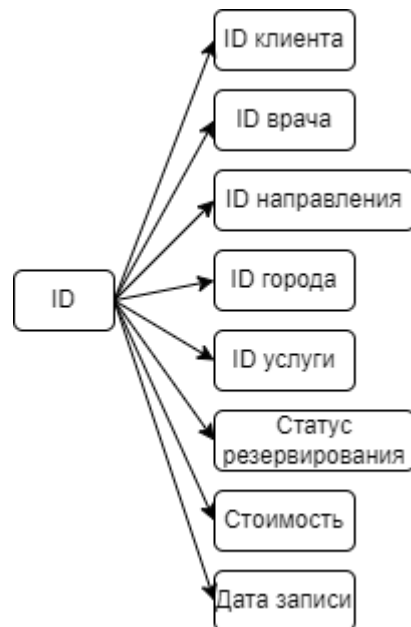 ID клиента
ID врача
ID направления
ID
ID города
ID услуги
Статус
резервирования
Стоимость
Дата записи